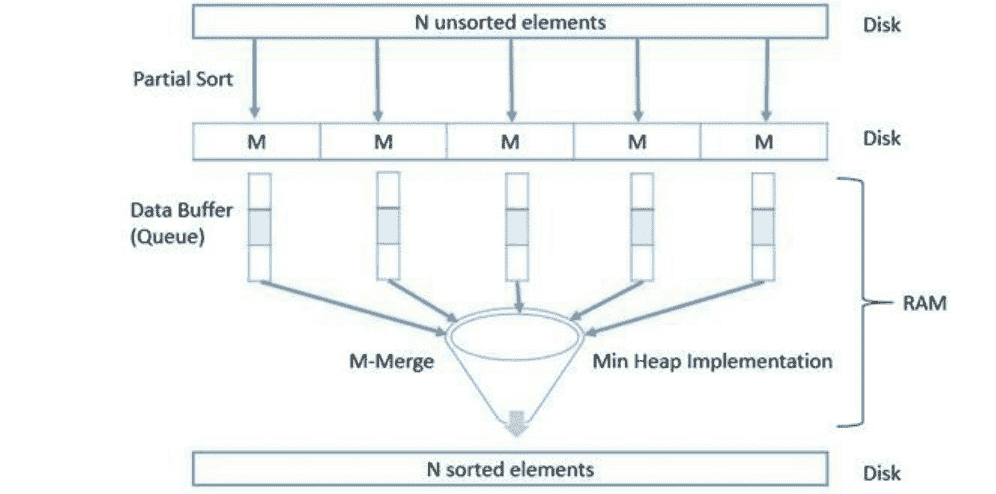 N unsorted elements
Disk
Partial Sort
M M M M M
Disk
Data Buffer
(Queue)
RAM
M-Merge
Min Heap Implementation
N sorted elements
Disk